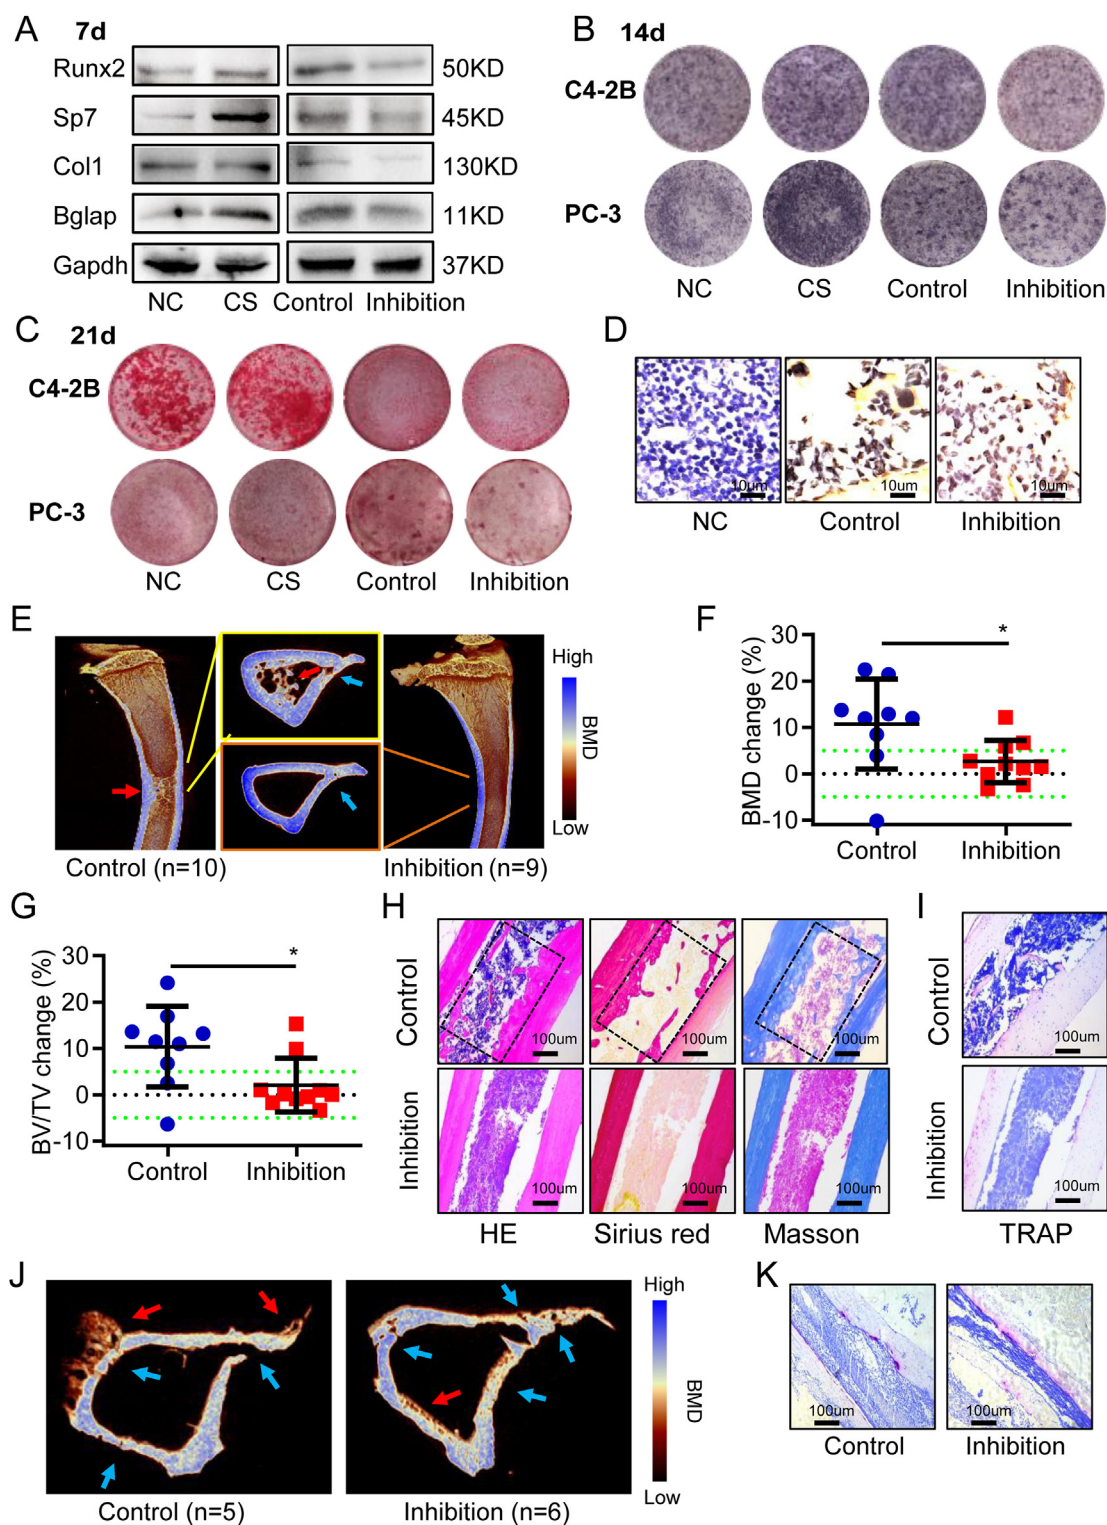 A 7d
Runx2 50KD
Sp7 45KD
Col1 130KD
Bglap 11KD
Gapdh 37KD
NC CS Control Inhibition
B 14d
C4-2B
PC-3
NC CS Control Inhibition
C 21d
C4-2B
PC-3
NC CS Control Inhibition
D
10um 10um 10um
NC Control Inhibition
E
High
BMD
Low
Control (n=10) Inhibition (n=9)
F
BMD change (%)
30
20
10
0
B-10
*
Control Inhibition
G
BV/TV change (%)
30
20
10
0
B-10
*
Control Inhibition
H
Control
100um 100um 100um
Inhibition
100um 100um 100um
HE Sirius red Masson
I
Control
100um
Inhibition
100um
TRAP
J
High
BMD
Low
Control (n=5) Inhibition (n=6)
K
100um 100um
Control Inhibition